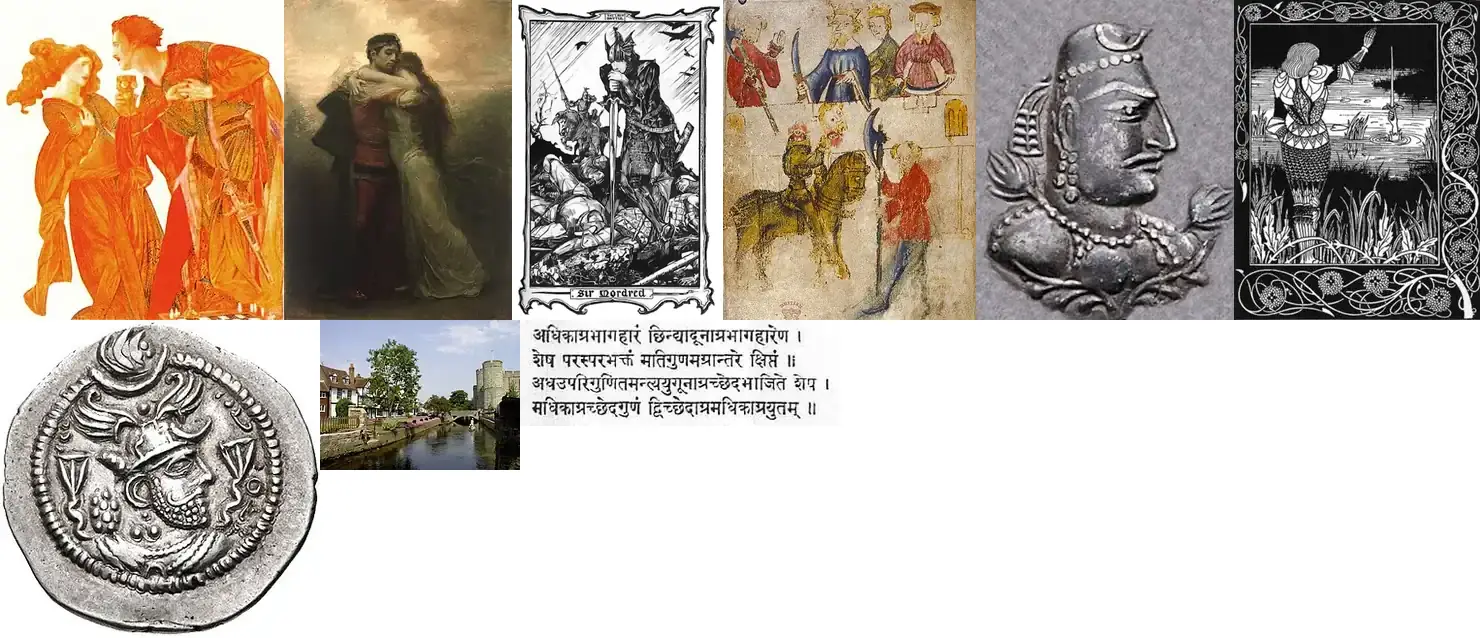 Sir Mordred
अधिकाग्रभागहारं छिन्द्यादूनाग्रभागहारेण ।
शेष परस्परभक्तं मतिगुणमग्रान्तरे क्षिप्तं ॥
अधउपरिगुणितमन्त्ययुगूनाग्रच्छेदभाजिते शेष ।
मधिकाग्रच्छेदगुणं द्विच्छेदाग्रमधिकाग्रयुतम् ॥